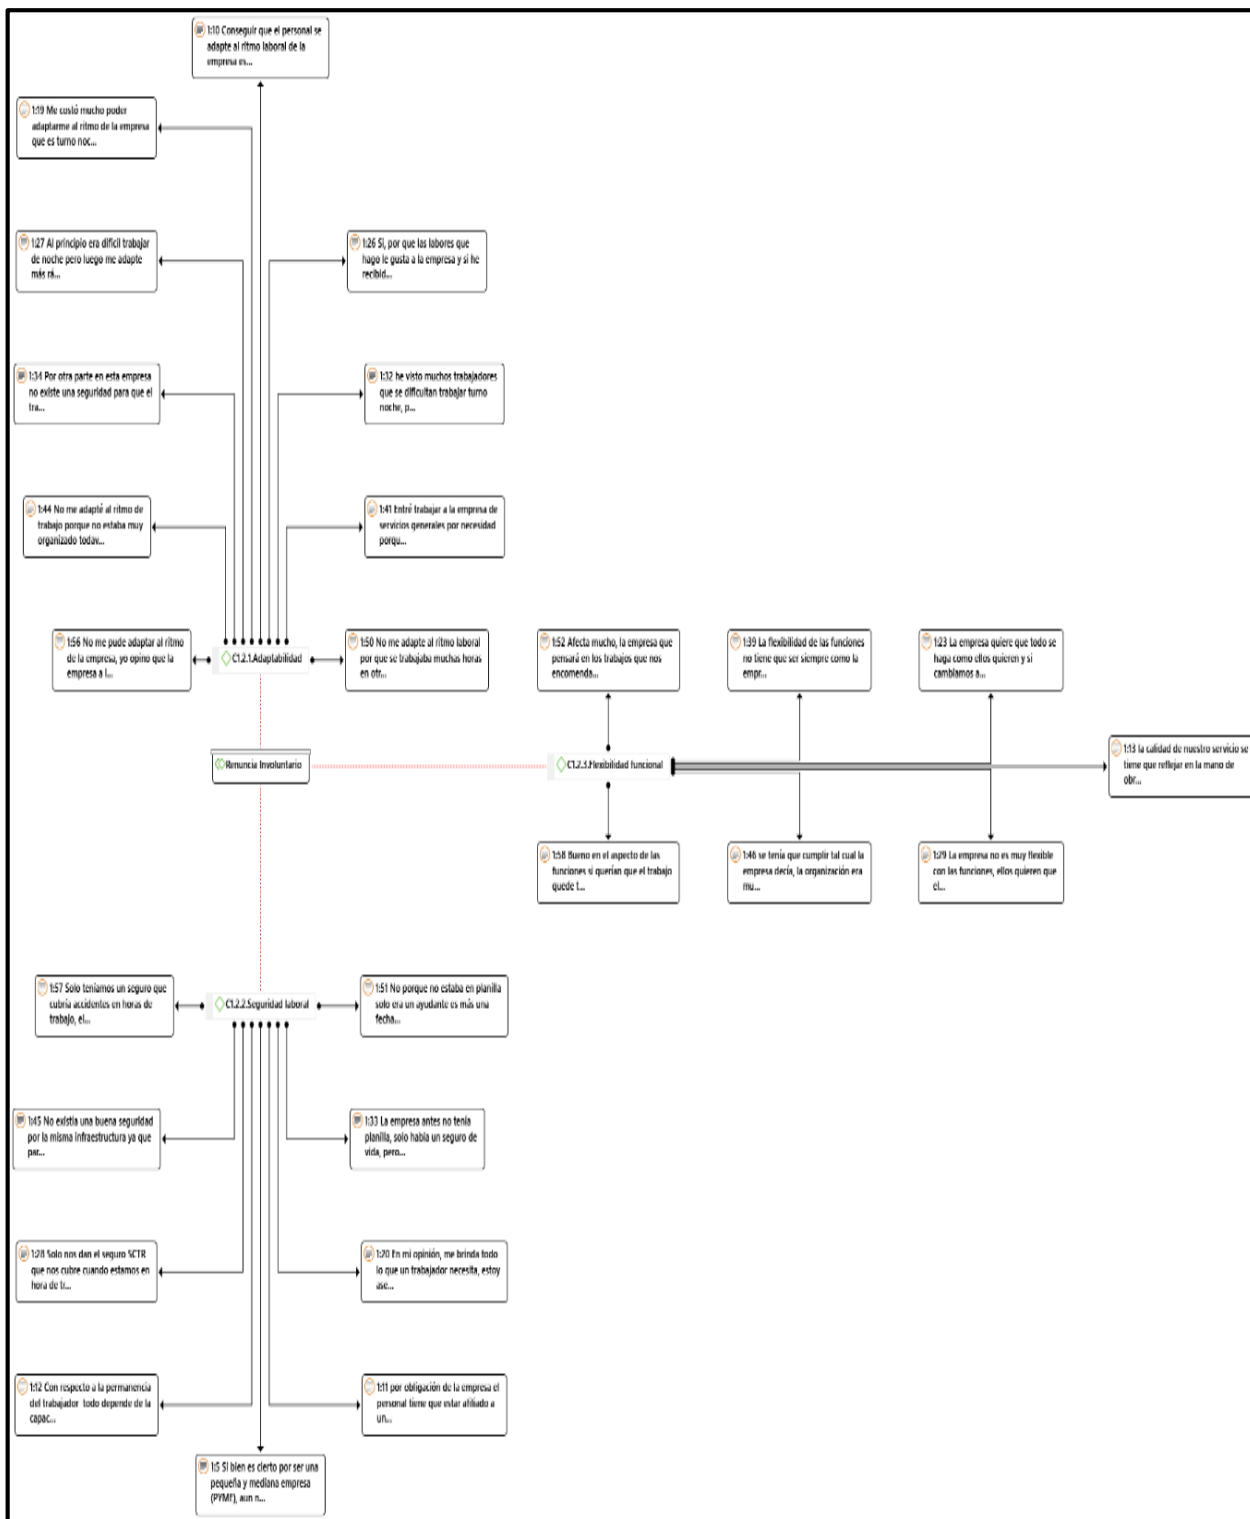 1:10 Conseguir que el personal se
adapte al ritmo laboral de la
empresa es...
1:19 Me costó mucho poder
adaptarme al ritmo de la empresa
que es turno noc...
1:27 Al principio era dificil trabajar
de noche pero luego me adapte
más rá...
1:26 Si, por que las labores que
hago le gusta a la empresa y si he
recibid...
1:34 Por otra parte en esta empresa
no existe una seguridad para que el
tra...
1:32 he visto muchos trabajadores
que se dificultan trabajar turno
noche, p...
1:44 No me adapté al ritmo de
trabajo porque no estaba muy
organizado todav...
1:41 Entré trabajar a la empresa de
servicios generales por necesidad
porqu...
1:56 No me pude adaptar al ritmo
de la empresa, yo opino que la
empresa a l...
C1.2.1.Adaptabilidad
1:50 No me adapte al ritmo laboral
por que se trabajaba muchas horas
en otr...
1:52 Afecta mucho, la empresa que
pensará en los trabajos que nos
encomenda...
1:39 La flexibilidad de las funciones
no tiene que ser siempre como la
empr...
1:23 La empresa quiere que todo se
haga como ellos quieren y si
cambiamos a...
Renuncia Involuntario
C1.2.3.Flexibilidad funcional
1:13 la calidad de nuestro servicio se
tiene que reflejar en la mano de
obr...
1:58 Bueno en el aspecto de las
funciones si querían que el trabajo
quede t...
1:46 se tenía que cumplir tal cual la
empresa decía, la organización era
mu...
1:29 La empresa no es muy flexible
con las funciones, ellos quieren que
el...
1:57 Solo teníamos un seguro que
cubría accidentes en horas de
trabajo, el...
C1.2.2.Seguridad laboral
1:51 No porque no estaba en planilla
solo era un ayudante es más una
fecha...
1:45 No existía una buena seguridad
por la misma infraestructura ya que
par...
1:33 La empresa antes no tenía
planilla, solo había un seguro de
vida, pero...
1:28 Solo nos dan el seguro SCTR
que nos cubre cuando estamos en
hora de tr...
1:20 En mi opinión, me brinda todo
lo que un trabajador necesita, estoy
ase...
1:12 Con respecto a la permanencia
del trabajador todo depende de la
capac...
1:11 por obligación de la empresa el
personal tiene que estar afiliado a
un...
1:5 Si bien es cierto por ser una
pequeña y mediana empresa
(PYME), aun n...